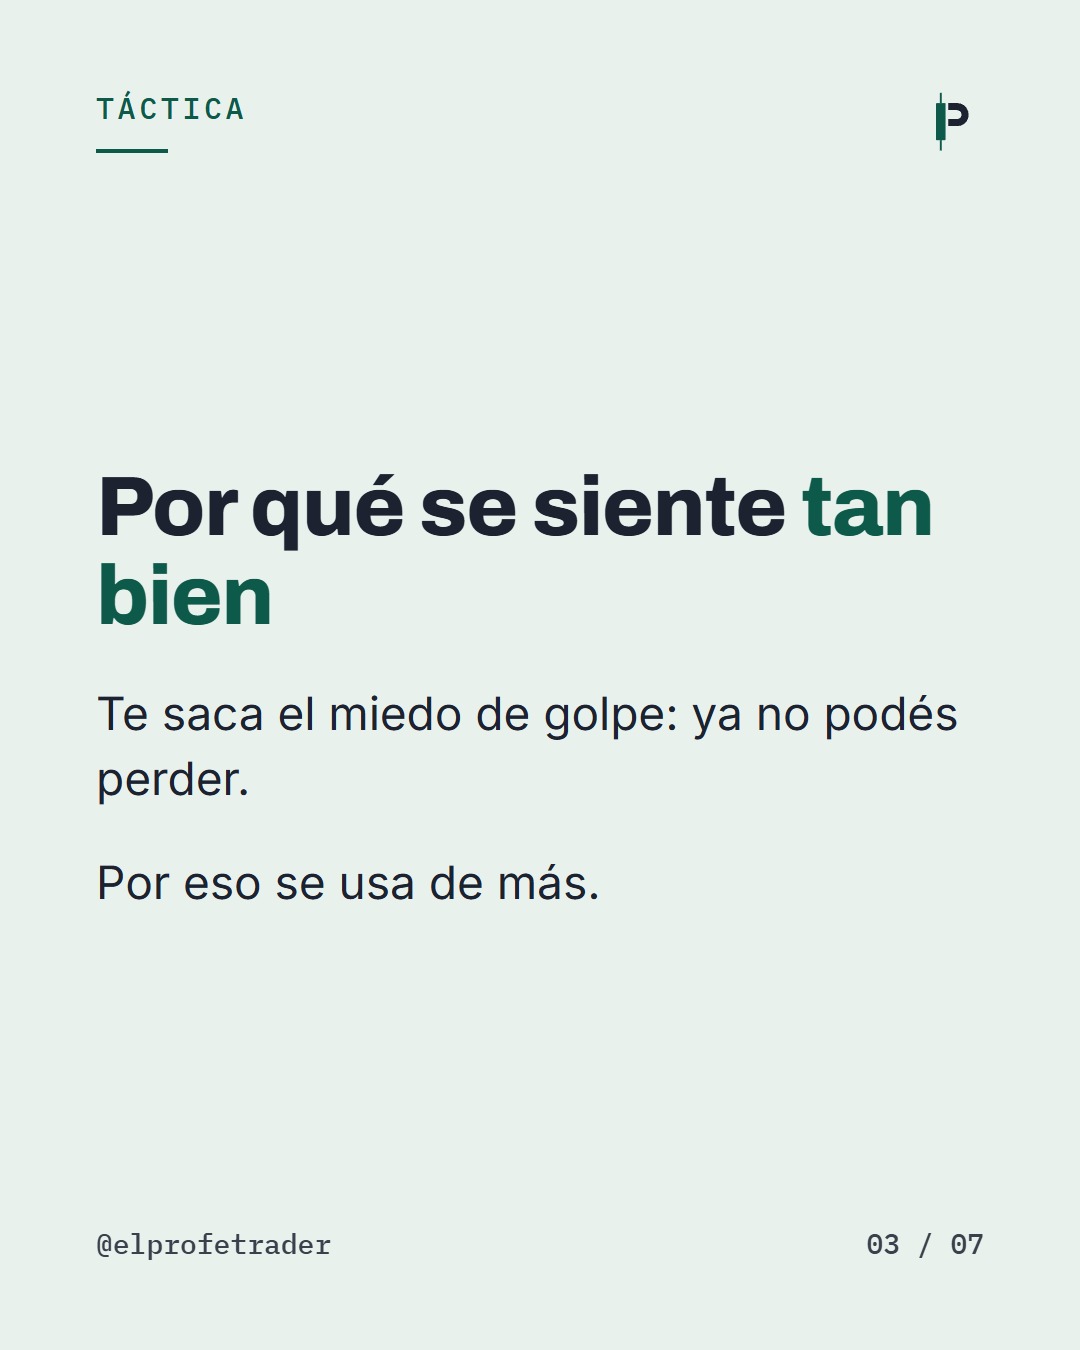 TÁCTICA
P
Por qué se siente tan
bien
Te saca el miedo de golpe: ya no podés
perder.
Por eso se usa de más.
@elprofetrader
03 / 07